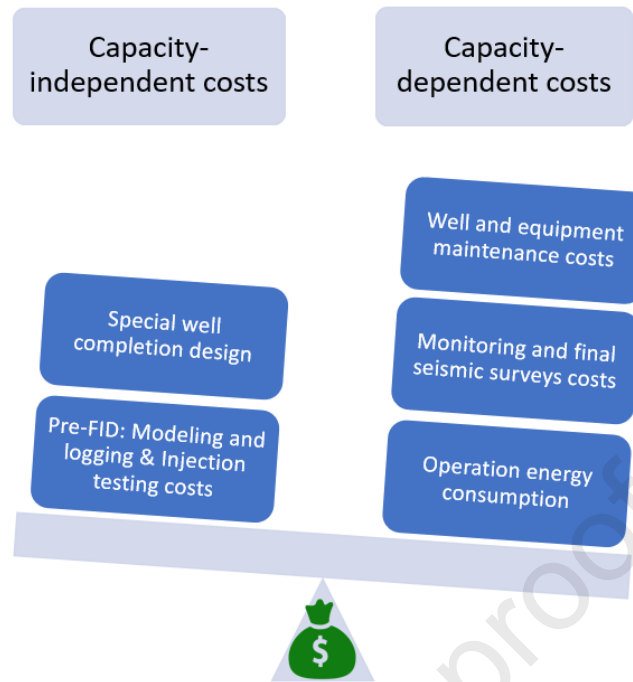 Capacity-
independent costs
Capacity-
dependent costs
Special well
completion design
Pre-FID: Modeling and
logging & Injection
testing costs
Well and equipment
maintenance costs
Monitoring and final
seismic surveys costs
Operation energy
consumption
$
proof